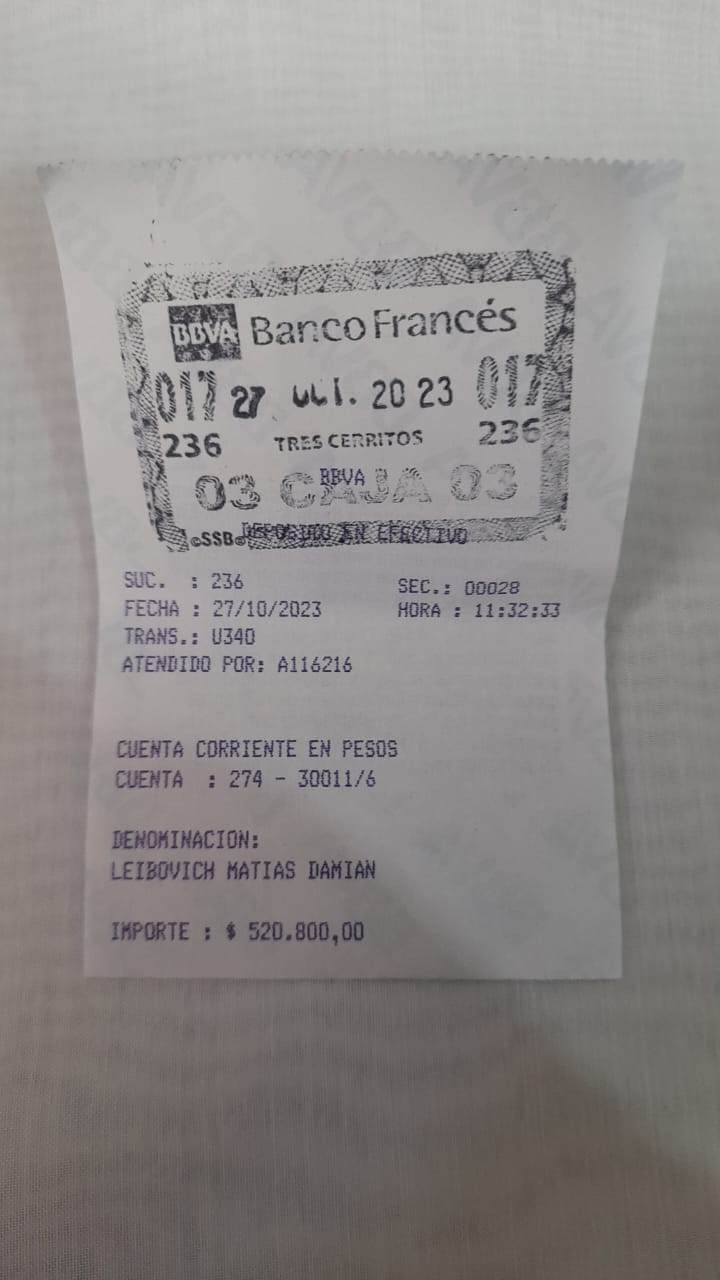 BBVA Banco Francés
017 27 OCT. 2023 017
236 TRES CERRITOS 236
03 CAJA 03
BBVA
©SSB®
DEPOSITO EN EFECTIVO
SUC. : 236 SEC.: 00028
FECHA : 27/10/2023 HORA : 11:32:33
TRANS.: U340
ATENDIDO POR: A116216
CUENTA CORRIENTE EN PESOS
CUENTA : 274 - 30011/6
DENOMINACION:
LEIBOVICH MATIAS DAMIAN
IMPORTE : $ 520.800,00